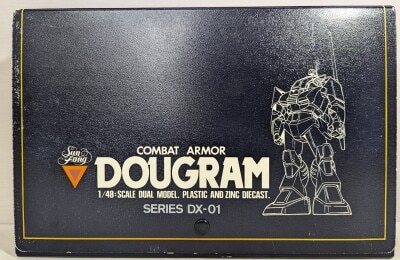 COMBAT ARMOR
Sun
Fang
DOUGRAM
1/48·SCALE DUAL MODEL. PLASTIC AND ZINC DIECAST.
SERIES DX-01